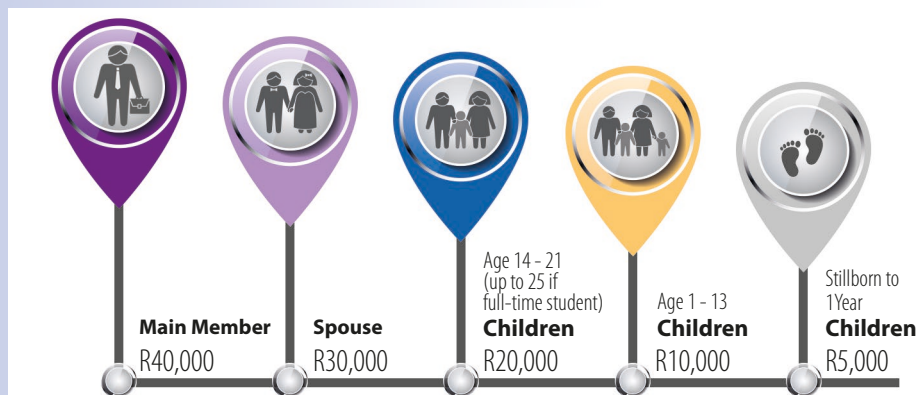 Main Member
R40,000
Spouse
R30,000
Age 14 - 21
(up to 25 if
full-time student)
Children
R20,000
Age 1 - 13
Children
R10,000
Stillborn to
1Year
Children
R5,000